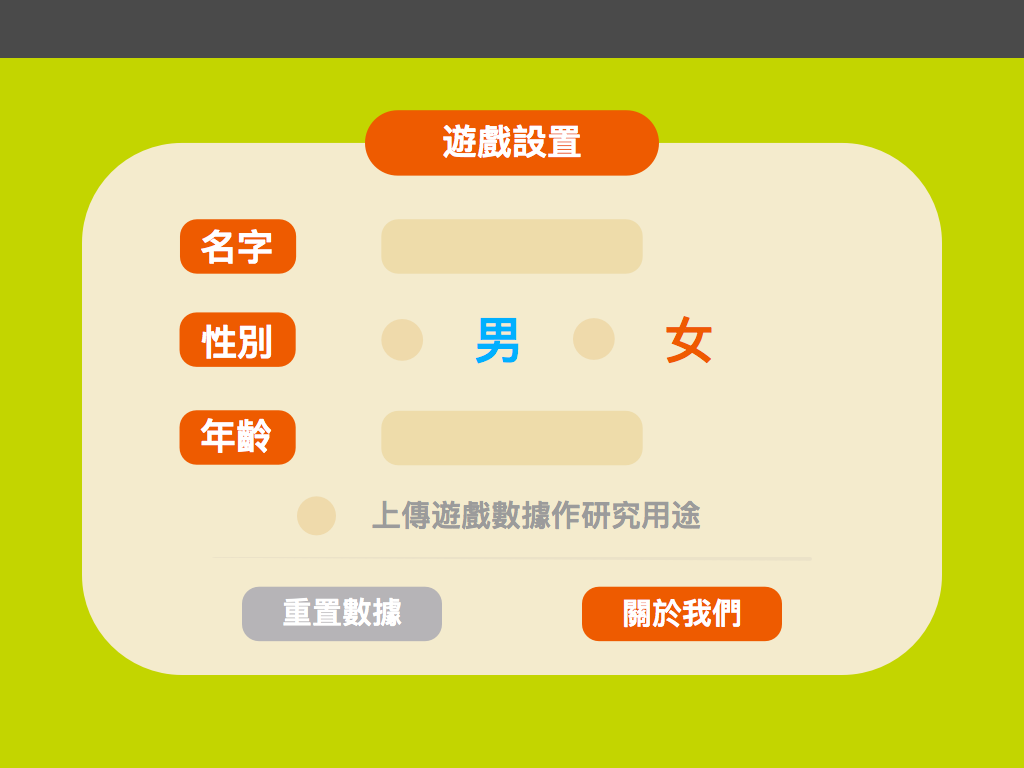 遊戲設置
名字
性別 男 女
年齡
上傳遊戲數據作研究用途
重置數據 關於我們